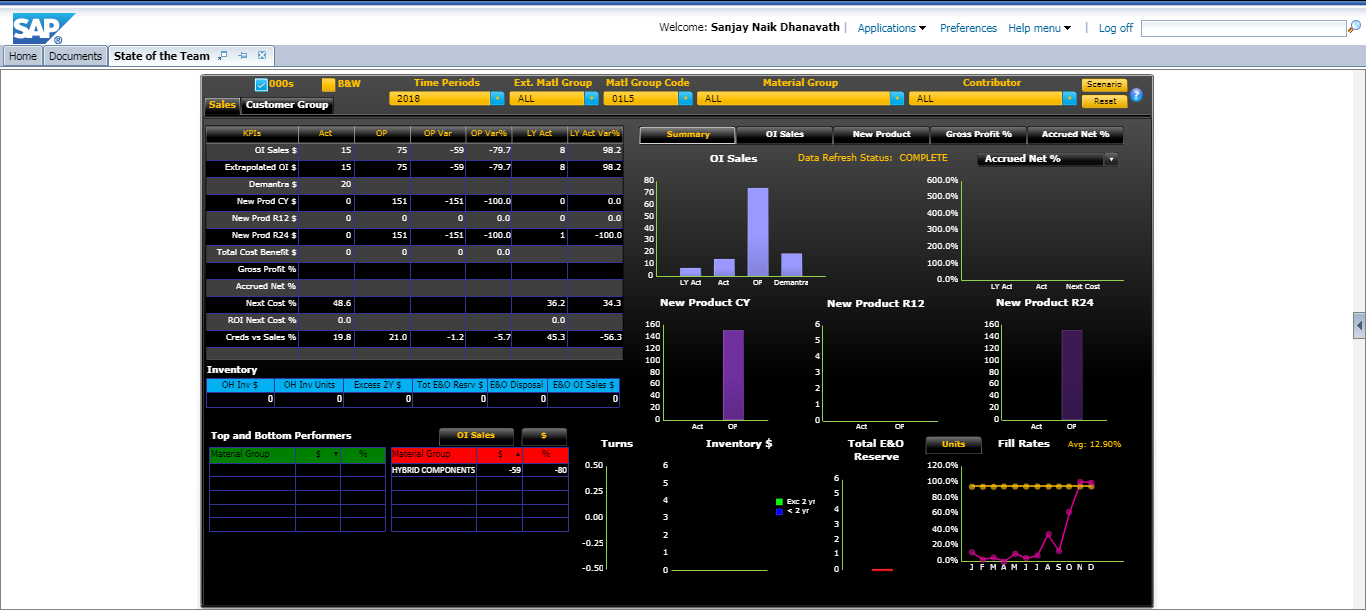 SAP ®
Welcome: Sanjay Naik Dhanavath | Applications Preferences Help menu | Log off
Home Documents State of the Team
000s B&W Time Periods Ext. Matl Group Matl Group Code Material Group Contributor Scenario
2018 ALL 01L5 ALL ALL Reset ?
Sales Customer Group
KPIs Act OP OP Var OP Var% LY Act LY Act Var%
OI Sales $ 15 75 -59 -79.7 8 98.2
Extrapolated OI $ 15 75 -59 -79.7 8 98.2
Demantra $ 20
New Prod CY $ 0 151 -151 -100.0 0 0.0
New Prod R12 $ 0 0 0 0.0 0 0.0
New Prod R24 $ 0 151 -151 -100.0 1 -100.0
Total Cost Benefit $ 0 0 0 0.0
Gross Profit %
Accrued Net %
Next Cost % 48.6 36.2 34.3
ROI Next Cost % 0.0 0.0
Creds vs Sales % 19.8 21.0 -1.2 -5.7 45.3 -56.3
Inventory
OH Inv $ OH Inv Units Excess 2Y $ Tot E&O Resrv $ E&O Disposal E&O OI Sales $
0 0 0 0 0 0
Top and Bottom Performers OI Sales $
Material Group $ % Material Group $ %
HYBRID COMPONENTS -59 -80
Summary OI Sales New Product Gross Profit % Accrued Net %
OI Sales Data Refresh Status: COMPLETE Accrued Net %
80
70
60
50
40
30
20
10
0
LY Act Act OP Demantra
600.0%
500.0%
400.0%
300.0%
200.0%
100.0%
0.0%
LY Act Act Next Cost
New Product CY
160
140
120
100
80
60
40
20
0
Act OP
New Product R12
6
5
4
3
2
1
0
Act OP
New Product R24
160
140
120
100
80
60
40
20
0
Act OP
Turns
0.50
0.25
0.00
-0.25
-0.50
Inventory $
6
5
4
3
2
1
0
Exc 2 yr
< 2 yr
Total E&O
Reserve
6
5
4
3
2
1
0
Units Fill Rates Avg: 12.90%
120.0%
100.0%
80.0%
60.0%
40.0%
20.0%
0.0%
J F M A M J J A S O N D